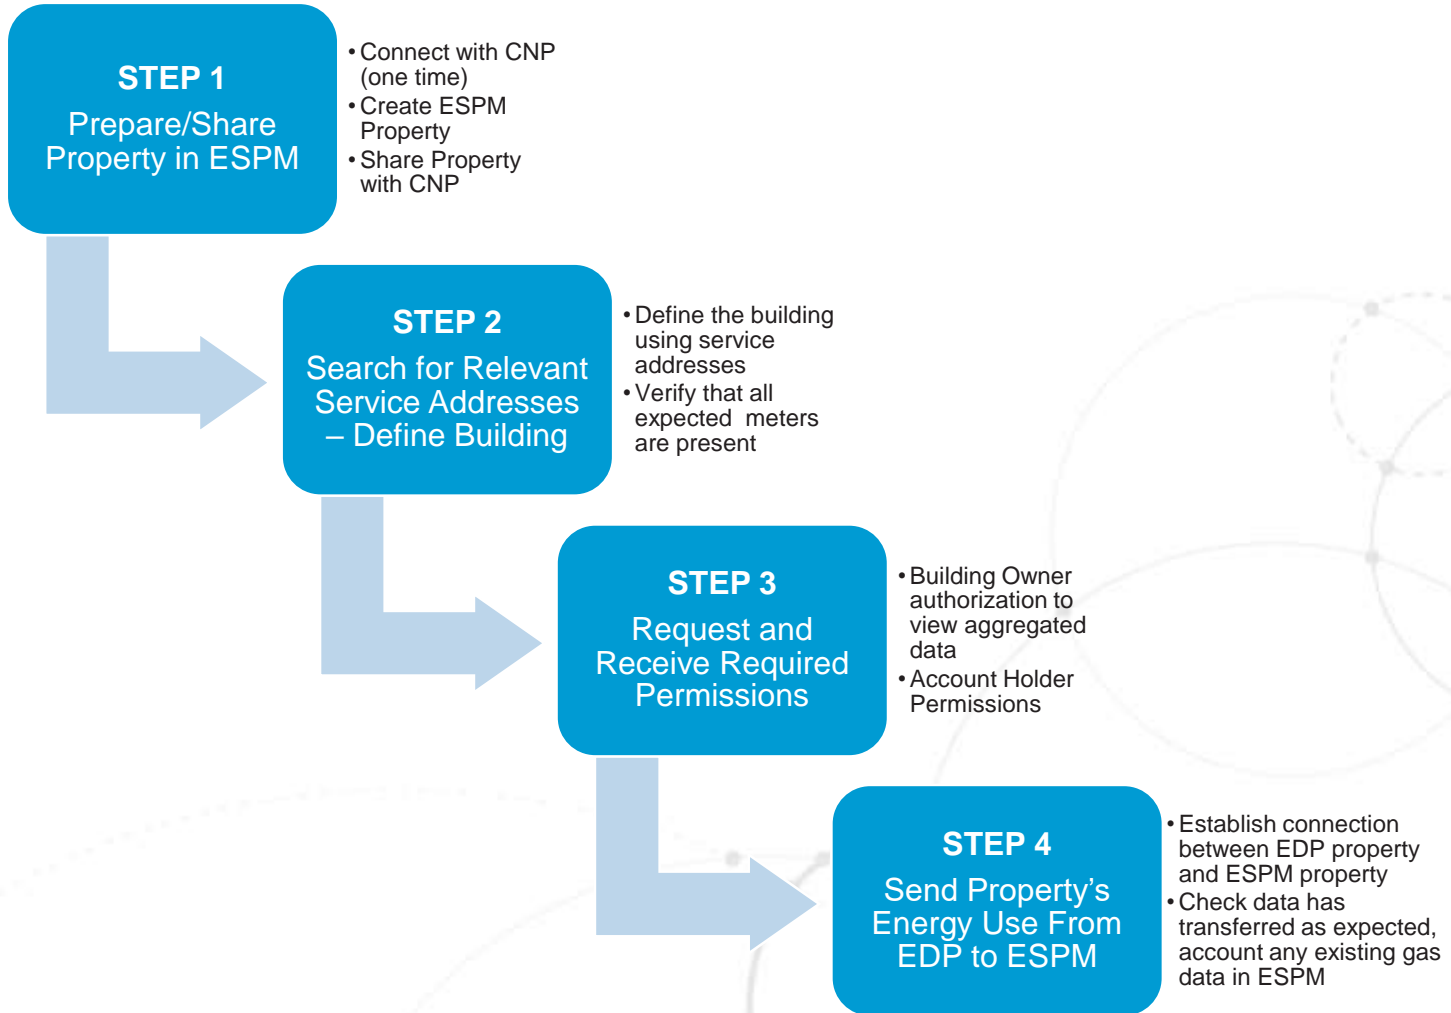 STEP 1
Prepare/Share
Property in ESPM
• Connect with CNP
(one time)
• Create ESPM
Property
• Share Property
with CNP
STEP 2
Search for Relevant
Service Addresses
– Define Building
• Define the building
using service
addresses
• Verify that all
expected meters
are present
STEP 3
Request and
Receive Required
Permissions
• Building Owner
authorization to
view aggregated
data
• Account Holder
Permissions
STEP 4
Send Property’s
Energy Use From
EDP to ESPM
• Establish connection
between EDP property
and ESPM property
• Check data has
transferred as expected,
account any existing gas
data in ESPM